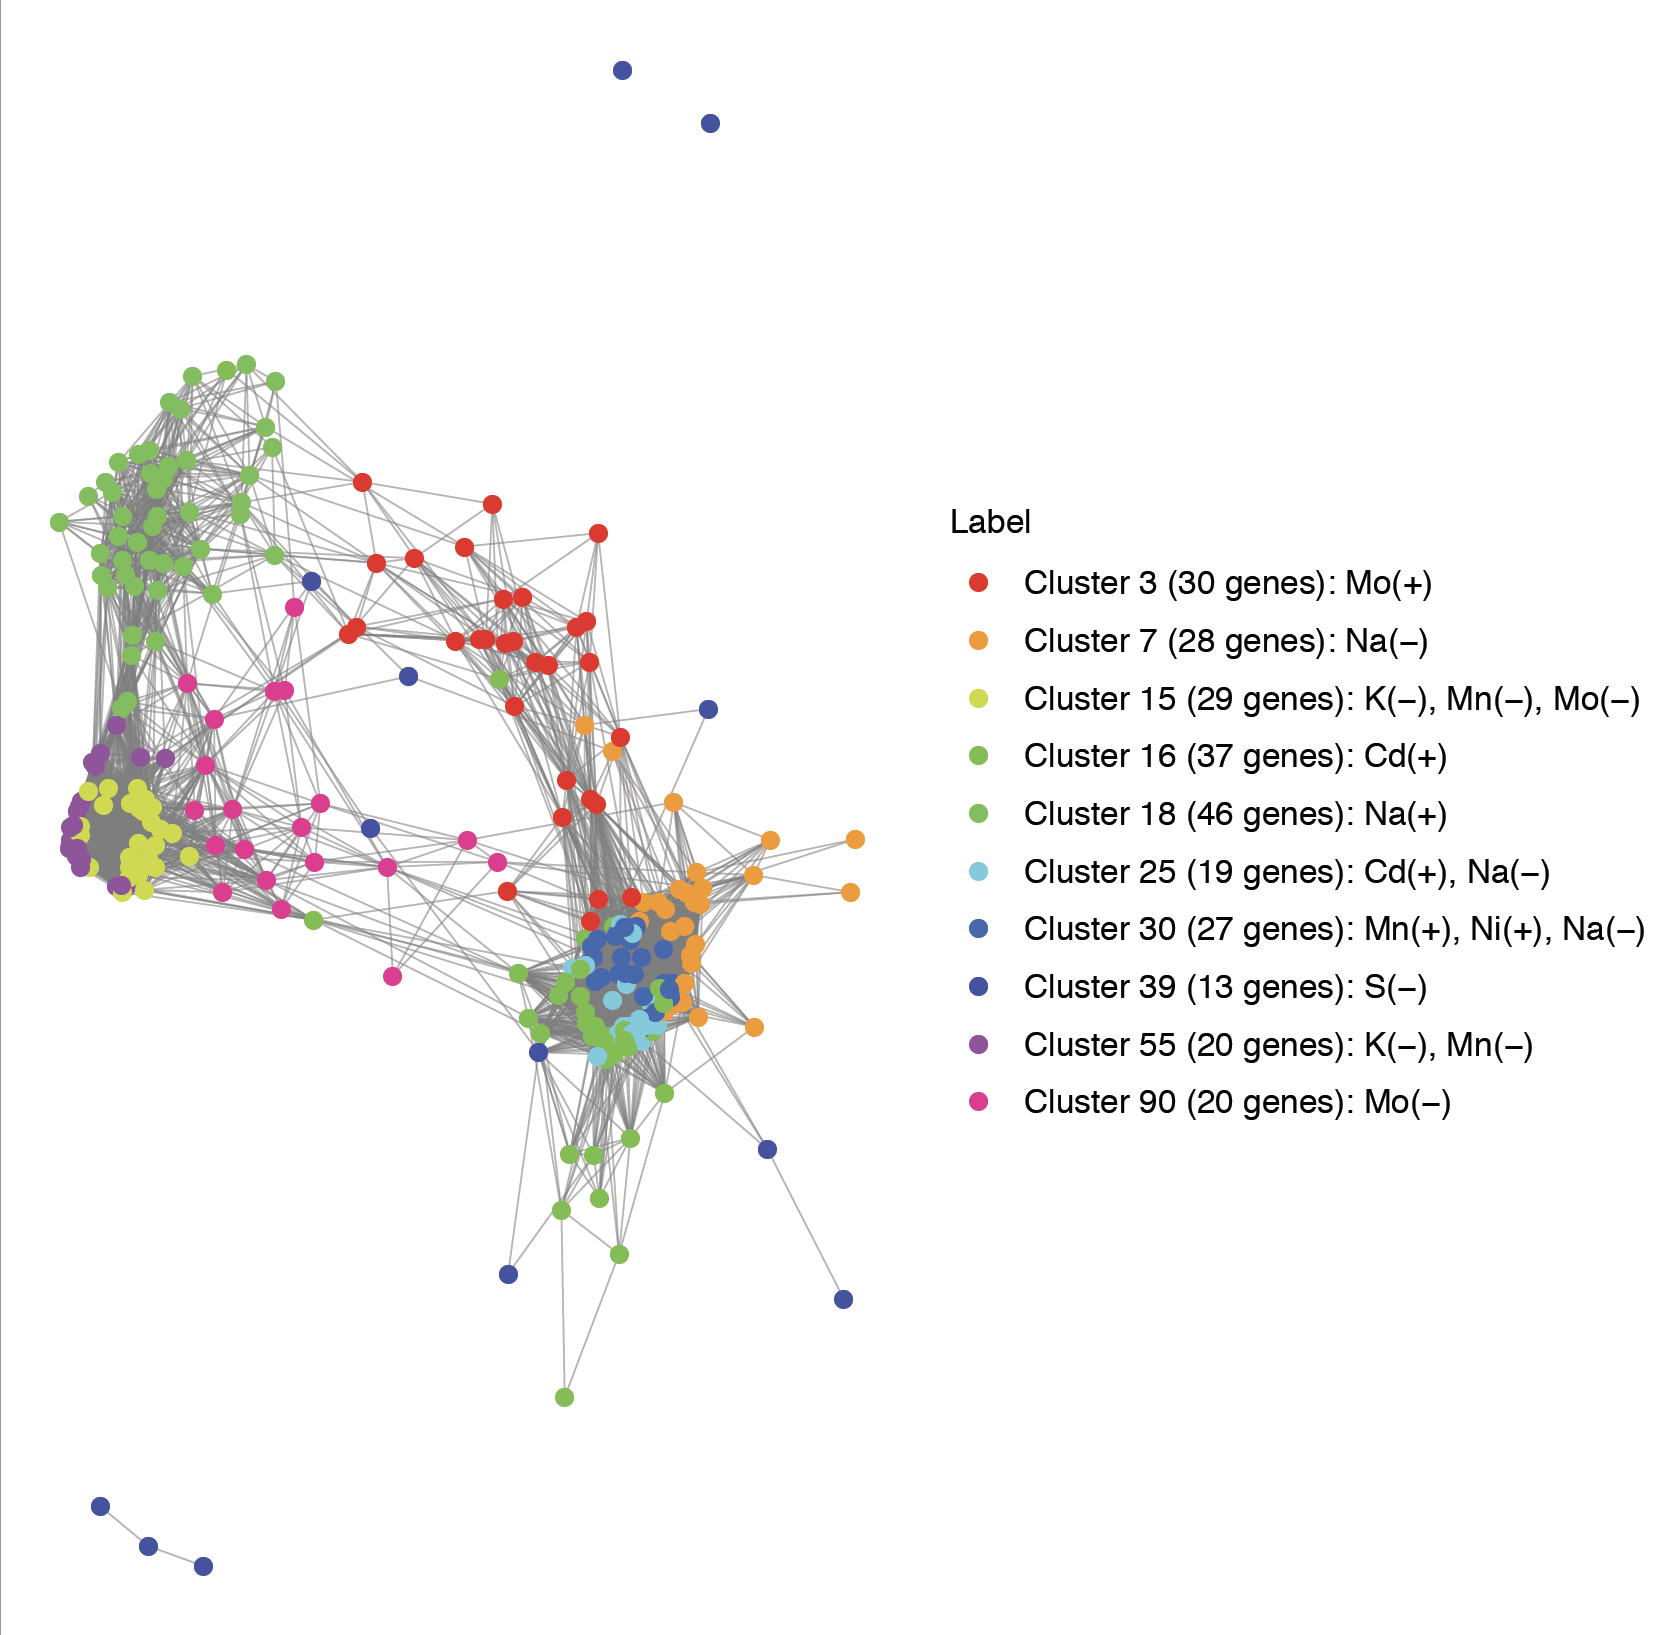 Label
Cluster 3 (30 genes): Mo(+)
Cluster 7 (28 genes): Na(−)
Cluster 15 (29 genes): K(−), Mn(−), Mo(−)
Cluster 16 (37 genes): Cd(+)
Cluster 18 (46 genes): Na(+)
Cluster 25 (19 genes): Cd(+), Na(−)
Cluster 30 (27 genes): Mn(+), Ni(+), Na(−)
Cluster 39 (13 genes): S(−)
Cluster 55 (20 genes): K(−), Mn(−)
Cluster 90 (20 genes): Mo(−)